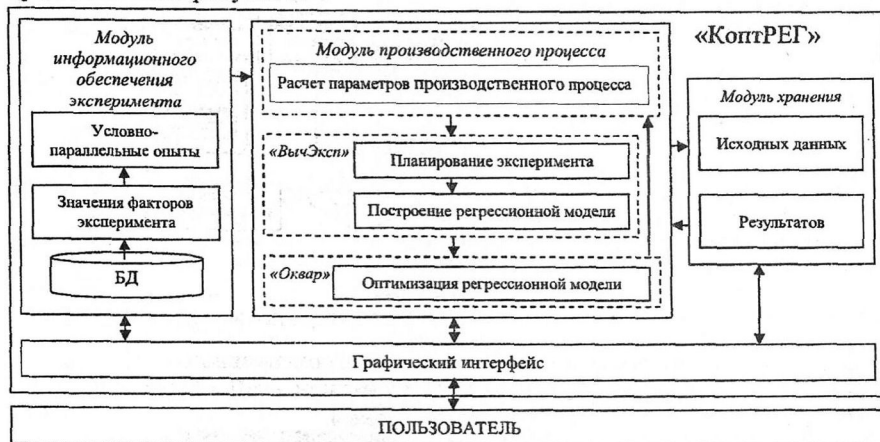 «КоптРЕГ»
Модуль
информационного
обеспечения
эксперимента
Условно-
параллельные опыты
Значения факторов
эксперимента
БД
Модуль производственного процесса
Расчет параметров производственного процесса
«ВычЭксп»
Планирование эксперимента
Построение регрессионной модели
«Оквар»
Оптимизация регрессионной модели
Модуль хранения
Исходных данных
Результатов
Графический интерфейс
ПОЛЬЗОВАТЕЛЬ